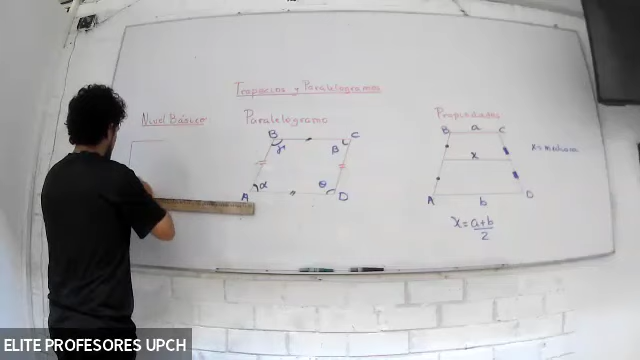 Trapecios y Paralelogramos
Nivel Básico
Paralelogramo
B
C
γ
β
α
θ
A
D
Propiedades
B a C
x
x = mediana
A b D
x = a+b
2
ELITE PROFESORES UPCH